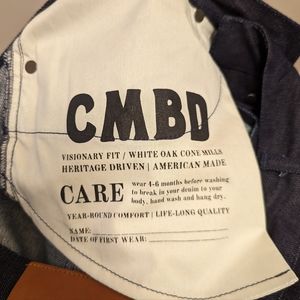 CMBD
VISIONARY FIT / WHITE OAK CONE MILLS
HERITAGE DRIVEN | AMERICAN MADE
CARE
wear 4-6 months before washing
to break in your denim to your
body, hand wash and hang dry.
YEAR-ROUND COMFORT | LIFE-LONG QUALITY
NAME:
DATE OF FIRST WEAR: